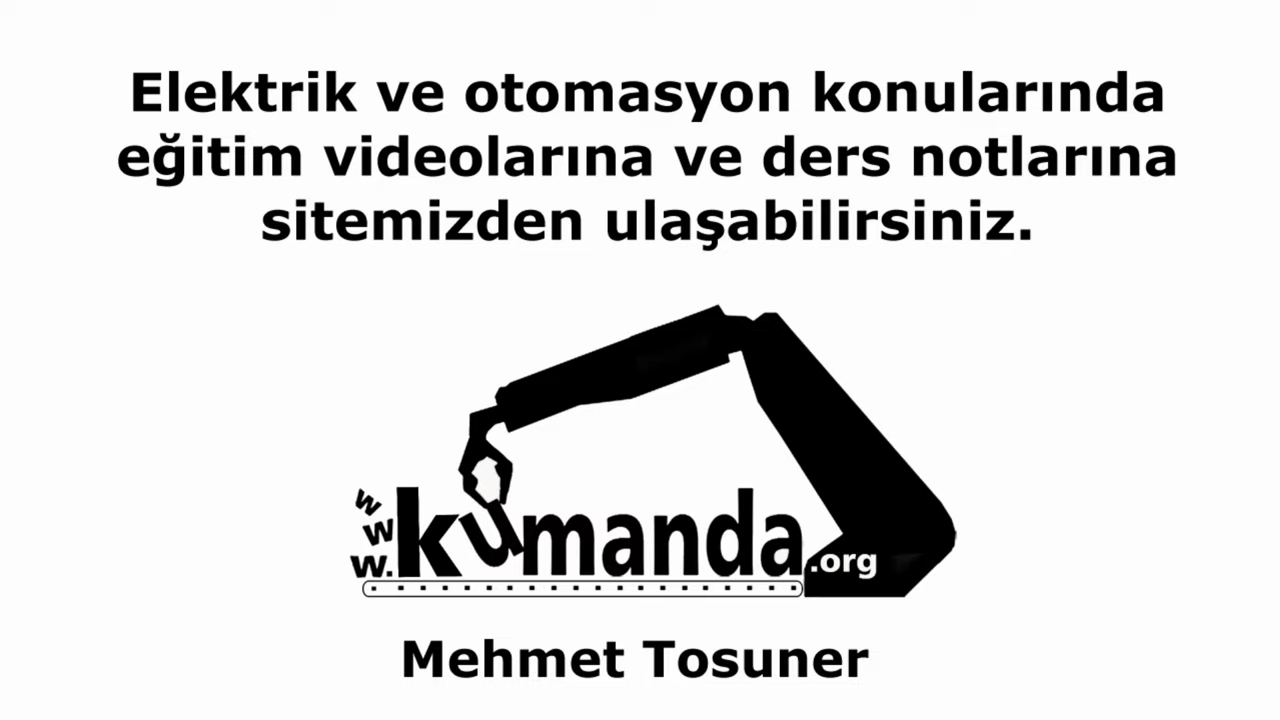 Elektrik ve otomasyon konularında
eğitim videolarına ve ders notlarına
sitemizden ulaşabilirsiniz.
www.kumanda.org
Mehmet Tosuner